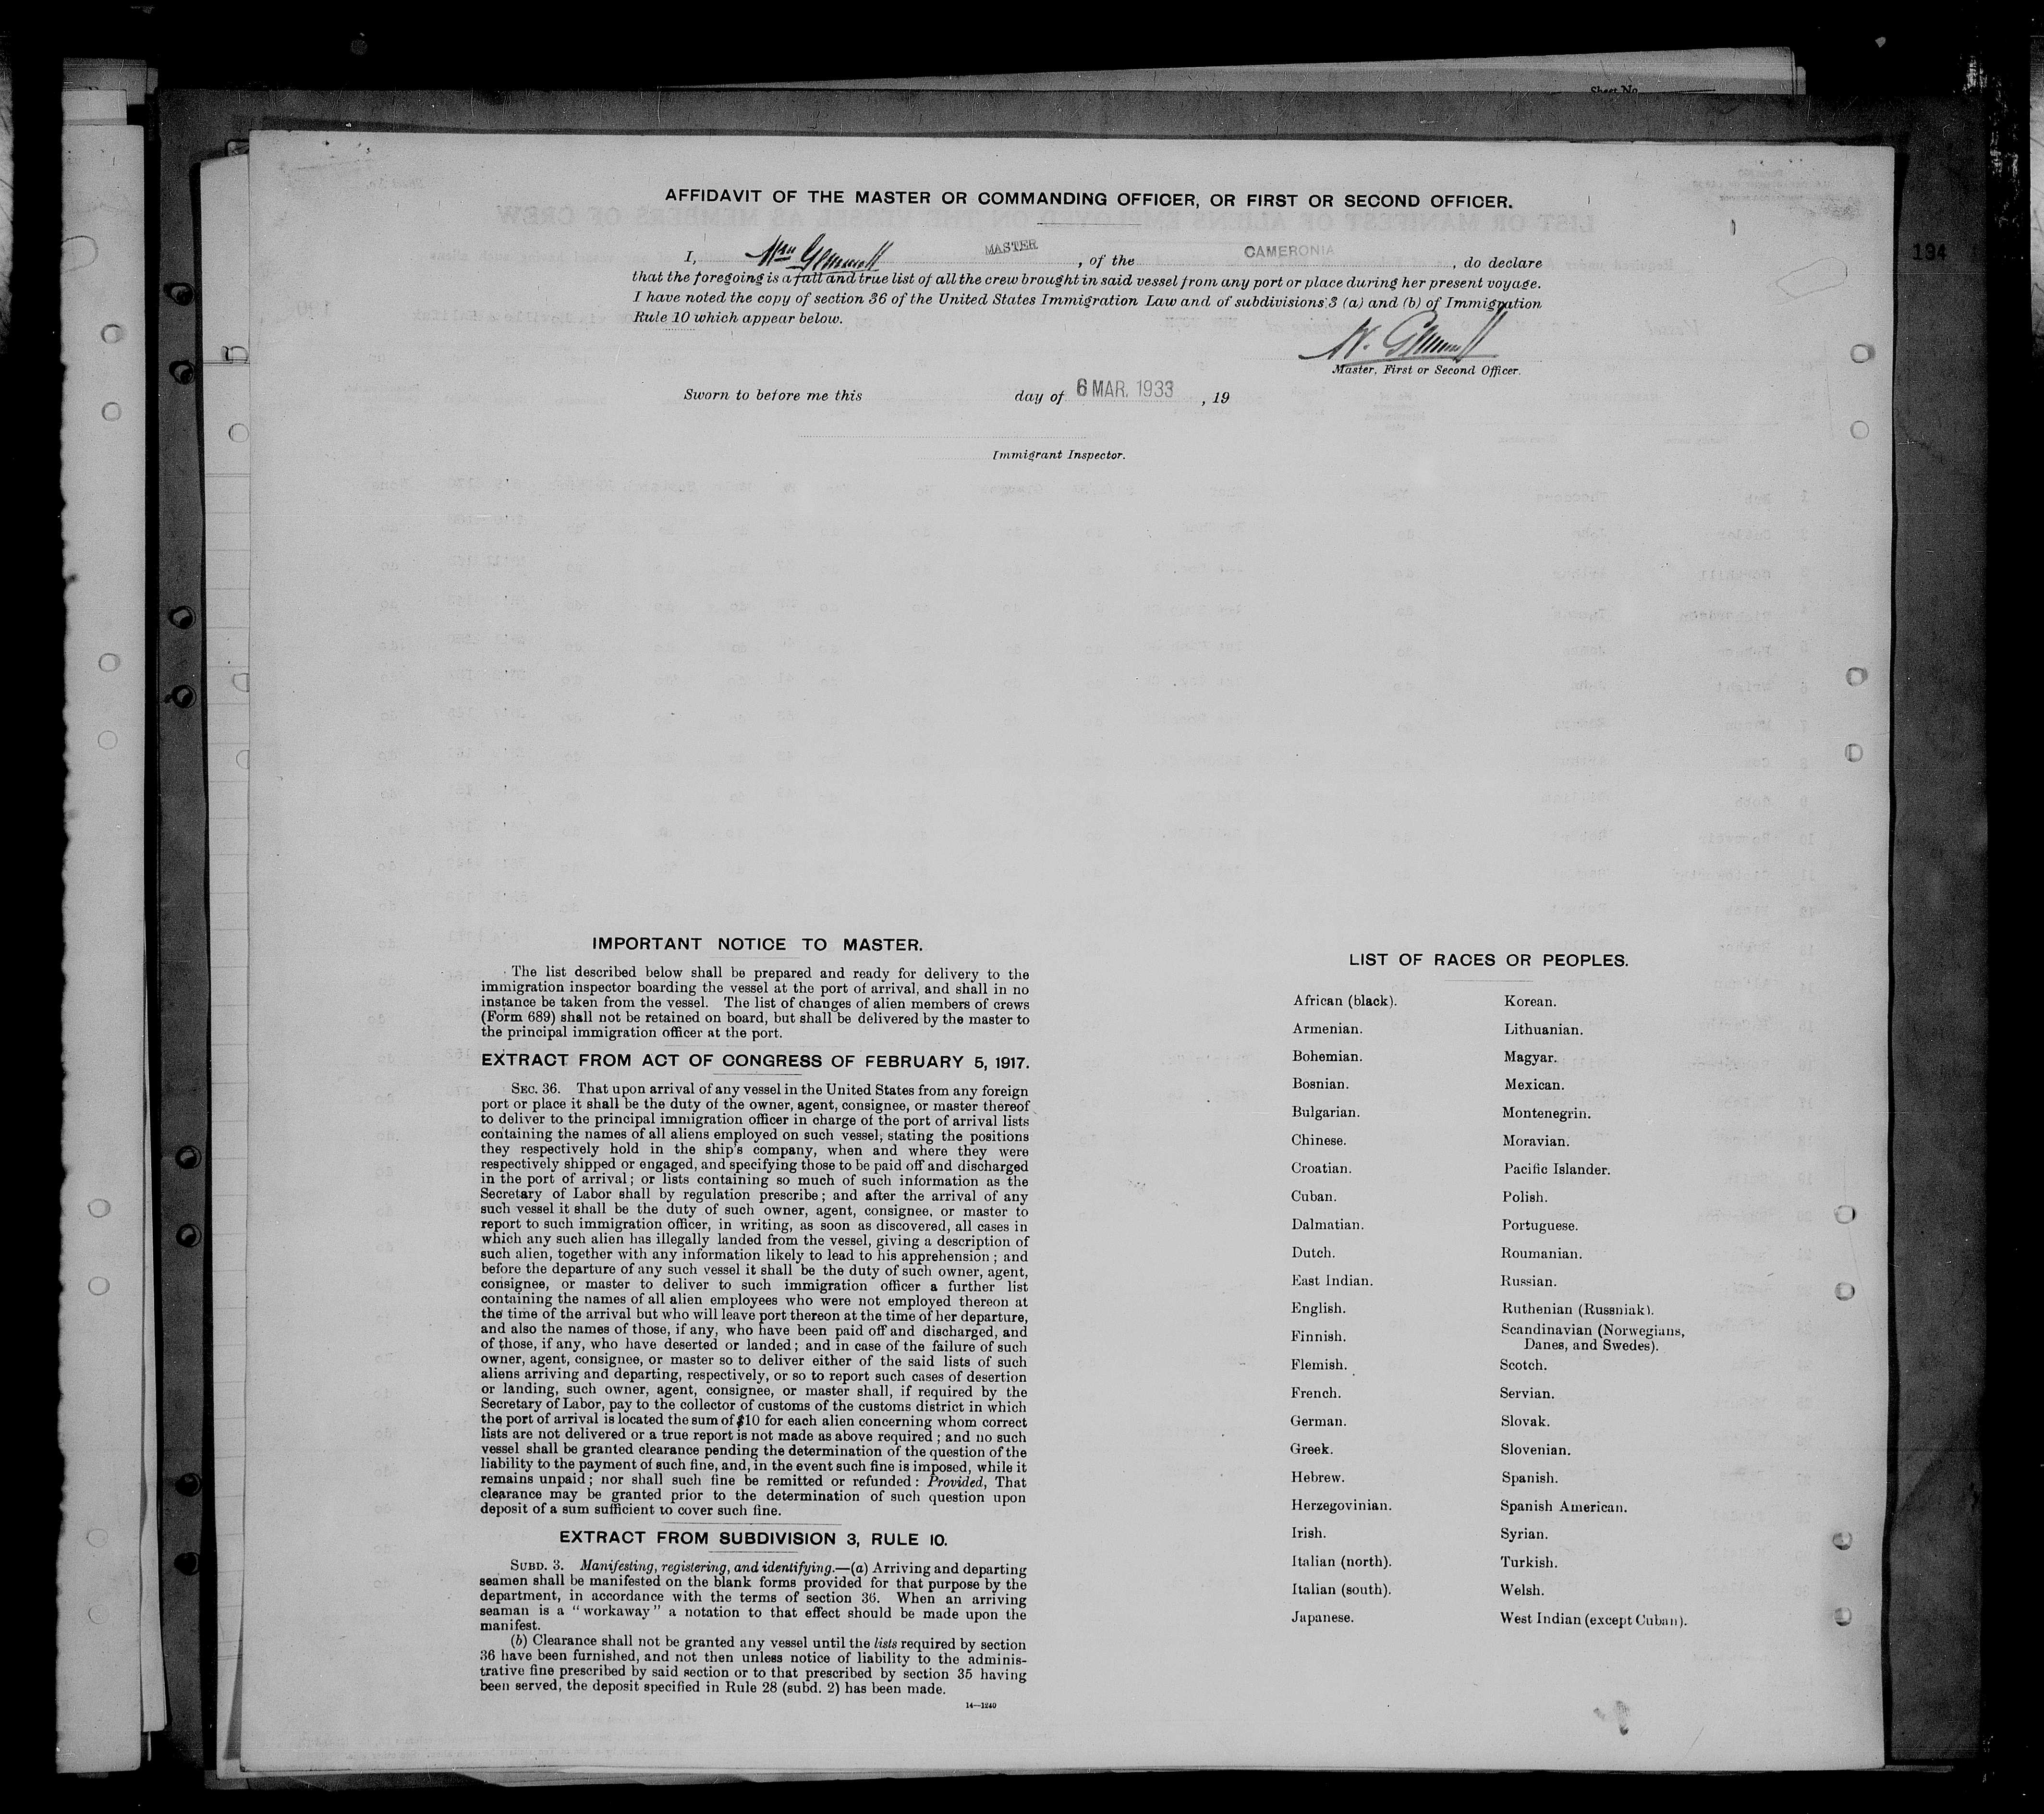 Sheet No.
194
AFFIDAVIT OF THE MASTER OR COMMANDING OFFICER, OR FIRST OR SECOND OFFICER.
I, Wm Gemmell MASTER, of the CAMERONIA, do declare
that the foregoing is a full and true list of all the crew brought in said vessel from any port or place during her present voyage.
I have noted the copy of section 36 of the United States Immigration Law and of subdivisions 3 (a) and (b) of Immigration
Rule 10 which appear below.
W. Gemmell
Master, First or Second Officer.
Sworn to before me this day of 6 MAR. 1933, 19
Immigrant Inspector.
IMPORTANT NOTICE TO MASTER.
The list described below shall be prepared and ready for delivery to the
immigration inspector boarding the vessel at the port of arrival, and shall in no
instance be taken from the vessel. The list of changes of alien members of crews
(Form 689) shall not be retained on board, but shall be delivered by the master to
the principal immigration officer at the port.
EXTRACT FROM ACT OF CONGRESS OF FEBRUARY 5, 1917.
SEC. 36. That upon arrival of any vessel in the United States from any foreign
port or place it shall be the duty of the owner, agent, consignee, or master thereof
to deliver to the principal immigration officer in charge of the port of arrival lists
containing the names of all aliens employed on such vessel, stating the positions
they respectively hold in the ship's company, when and where they were
respectively shipped or engaged, and specifying those to be paid off and discharged
in the port of arrival; or lists containing so much of such information as the
Secretary of Labor shall by regulation prescribe; and after the arrival of any
such vessel it shall be the duty of such owner, agent, consignee, or master to
report to such immigration officer, in writing, as soon as discovered, all cases in
which any such alien has illegally landed from the vessel, giving a description of
such alien, together with any information likely to lead to his apprehension; and
before the departure of any such vessel it shall be the duty of such owner, agent,
consignee, or master to deliver to such immigration officer a further list
containing the names of all alien employees who were not employed thereon at
the time of the arrival but who will leave port thereon at the time of her departure,
and also the names of those, if any, who have been paid off and discharged, and
of those, if any, who have deserted or landed; and in case of the failure of such
owner, agent, consignee, or master so to deliver either of the said lists of such
aliens arriving and departing, respectively, or so to report such cases of desertion
or landing, such owner, agent, consignee, or master shall, if required by the
Secretary of Labor, pay to the collector of customs of the customs district in which
the port of arrival is located the sum of $10 for each alien concerning whom correct
lists are not delivered or a true report is not made as above required; and no such
vessel shall be granted clearance pending the determination of the question of the
liability to the payment of such fine, and, in the event such fine is imposed, while it
remains unpaid; nor shall such fine be remitted or refunded: Provided, That
clearance may be granted prior to the determination of such question upon
deposit of a sum sufficient to cover such fine.
EXTRACT FROM SUBDIVISION 3, RULE 10.
SUBD. 3. Manifesting, registering, and identifying.—(a) Arriving and departing
seamen shall be manifested on the blank forms provided for that purpose by the
department, in accordance with the terms of section 36. When an arriving
seaman is a "workaway" a notation to that effect should be made upon the
manifest.
(b) Clearance shall not be granted any vessel until the lists required by section
36 have been furnished, and not then unless notice of liability to the adminis-
trative fine prescribed by said section or to that prescribed by section 35 having
been served, the deposit specified in Rule 28 (subd. 2) has been made.
14—1240
LIST OF RACES OR PEOPLES.
African (black).
Armenian.
Bohemian.
Bosnian.
Bulgarian.
Chinese.
Croatian.
Cuban.
Dalmatian.
Dutch.
East Indian.
English.
Finnish.
Flemish.
French.
German.
Greek.
Hebrew.
Herzegovinian.
Irish.
Italian (north).
Italian (south).
Japanese.
Korean.
Lithuanian.
Magyar.
Mexican.
Montenegrin.
Moravian.
Pacific Islander.
Polish.
Portuguese.
Roumanian.
Russian.
Ruthenian (Russniak).
Scandinavian (Norwegians,
Danes, and Swedes).
Scotch.
Servian.
Slovak.
Slovenian.
Spanish.
Spanish American.
Syrian.
Turkish.
Welsh.
West Indian (except Cuban).